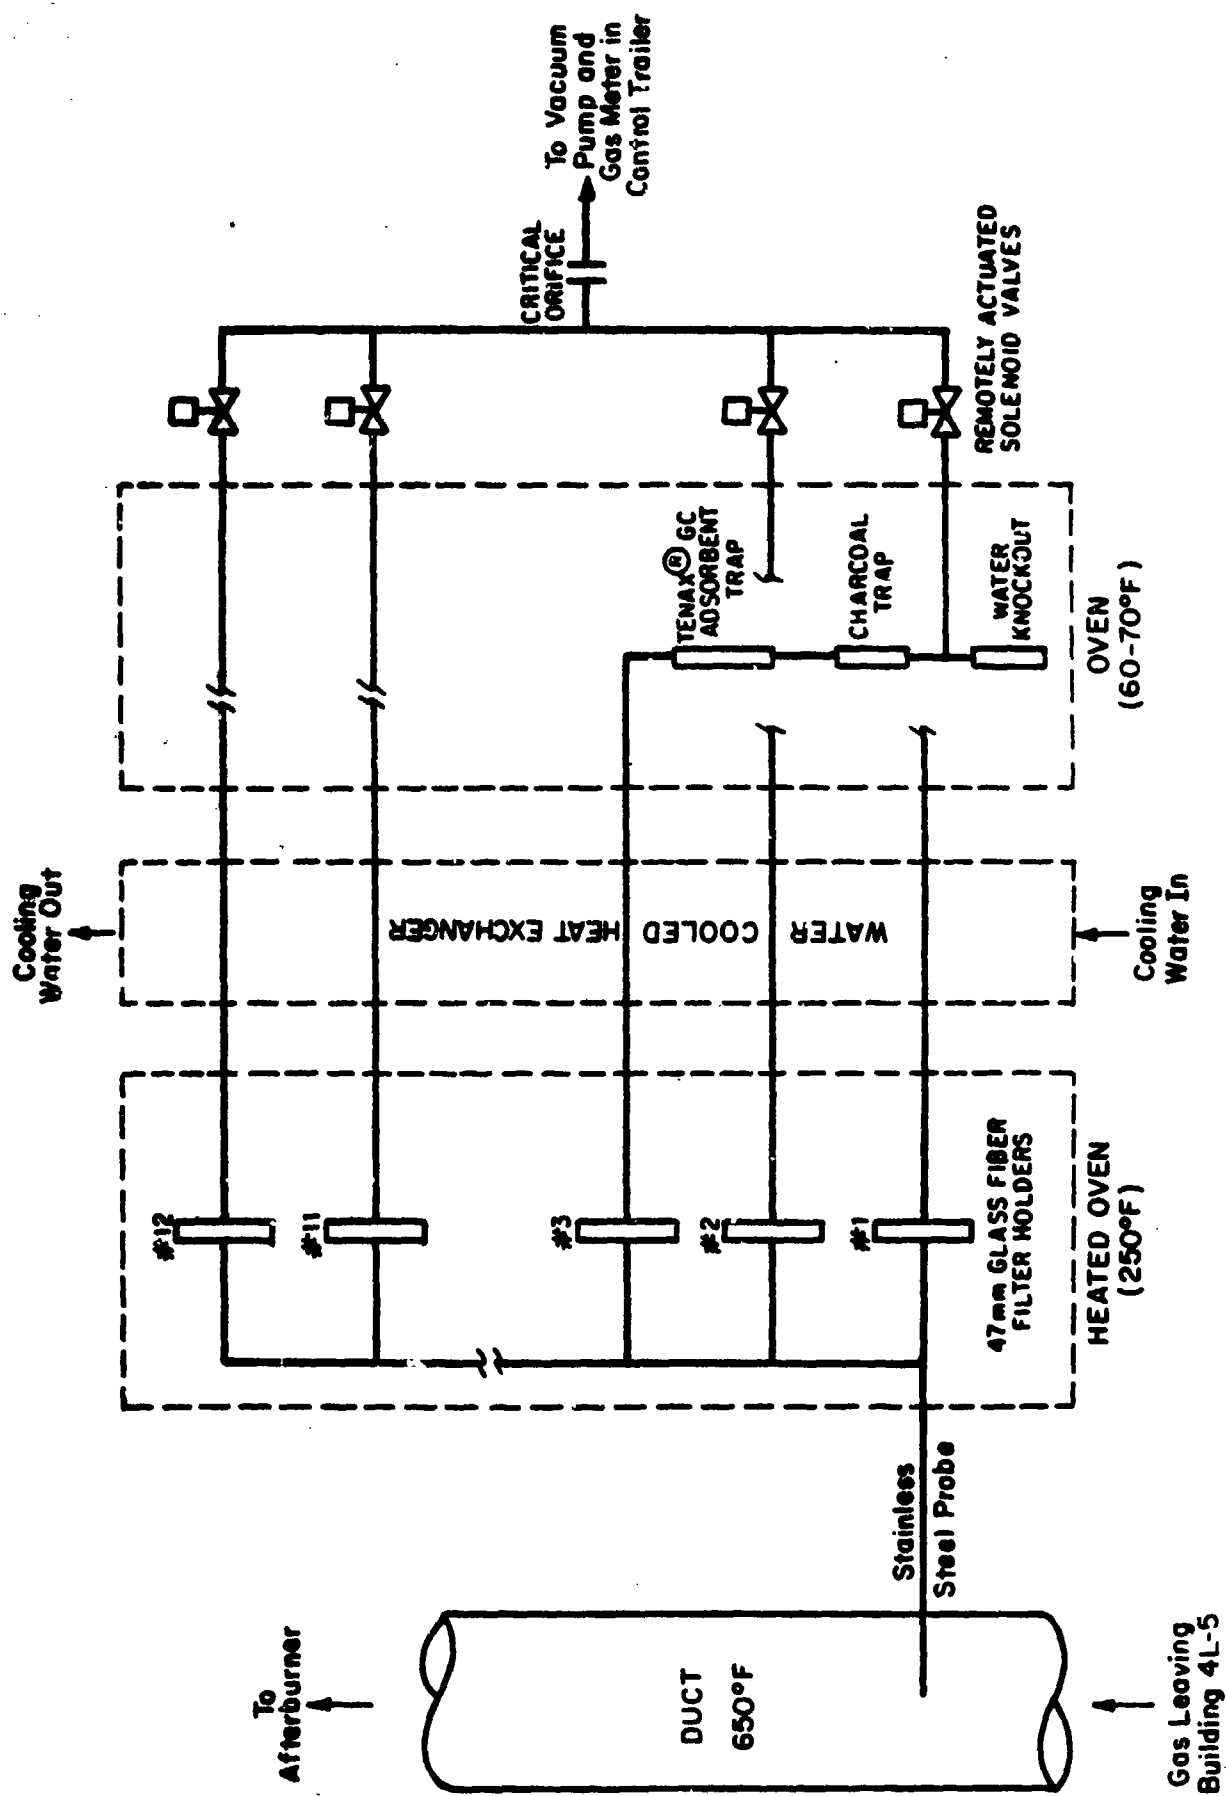 To
Afterburner
DUCT
650°F
Gas Leaving
Building 4L-5
Stainless
Steel Probe
#12
#11
#3
#2
#1
47mm GLASS FIBER
FILTER HOLDERS
HEATED OVEN
(250°F)
Cooling
Water Out
WATER COOLED HEAT EXCHANGER
Cooling
Water In
TENAX® GC
ADSORBENT
TRAP
CHARCOAL
TRAP
WATER
KNOCKOUT
OVEN
(60-70°F)
CRITICAL
ORIFICE
To Vacuum
Pump and
Gas Meter in
Control Trailer
REMOTELY ACTUATED
SOLENOID VALVES